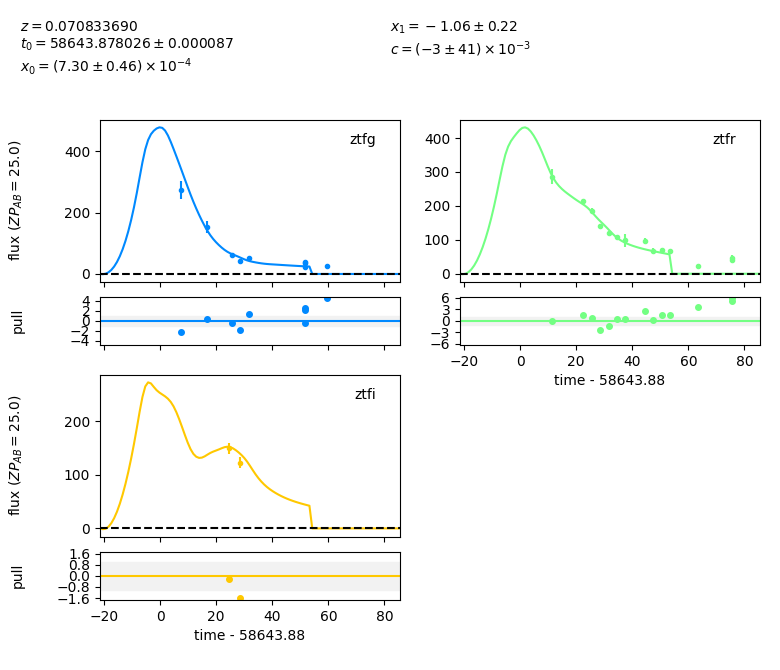 z = 0.070833690
t₀ = 58643.878026 ± 0.000087
x₀ = (7.30 ± 0.46) × 10⁻⁴
x₁ = −1.06 ± 0.22
c = (−3 ± 41) × 10⁻³
ztfg
flux (ZP_AB = 25.0)
400
200
0
pull
4
2
0
−2
−4
ztfr
400
300
200
100
0
6
3
0
−3
−6
−20 0 20 40 60 80
time - 58643.88
ztfi
flux (ZP_AB = 25.0)
200
100
0
pull
1.6
0.8
0.0
−0.8
−1.6
−20 0 20 40 60 80
time - 58643.88